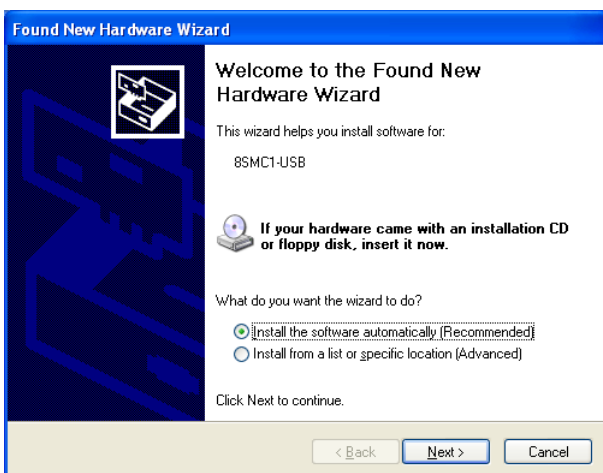 Found New Hardware Wizard
Welcome to the Found New
Hardware Wizard
This wizard helps you install software for:
8SMC1-USB
If your hardware came with an installation CD
or floppy disk, insert it now.
What do you want the wizard to do?
Install the software automatically (Recommended)
Install from a list or specific location (Advanced)
Click Next to continue.
< Back
Next >
Cancel